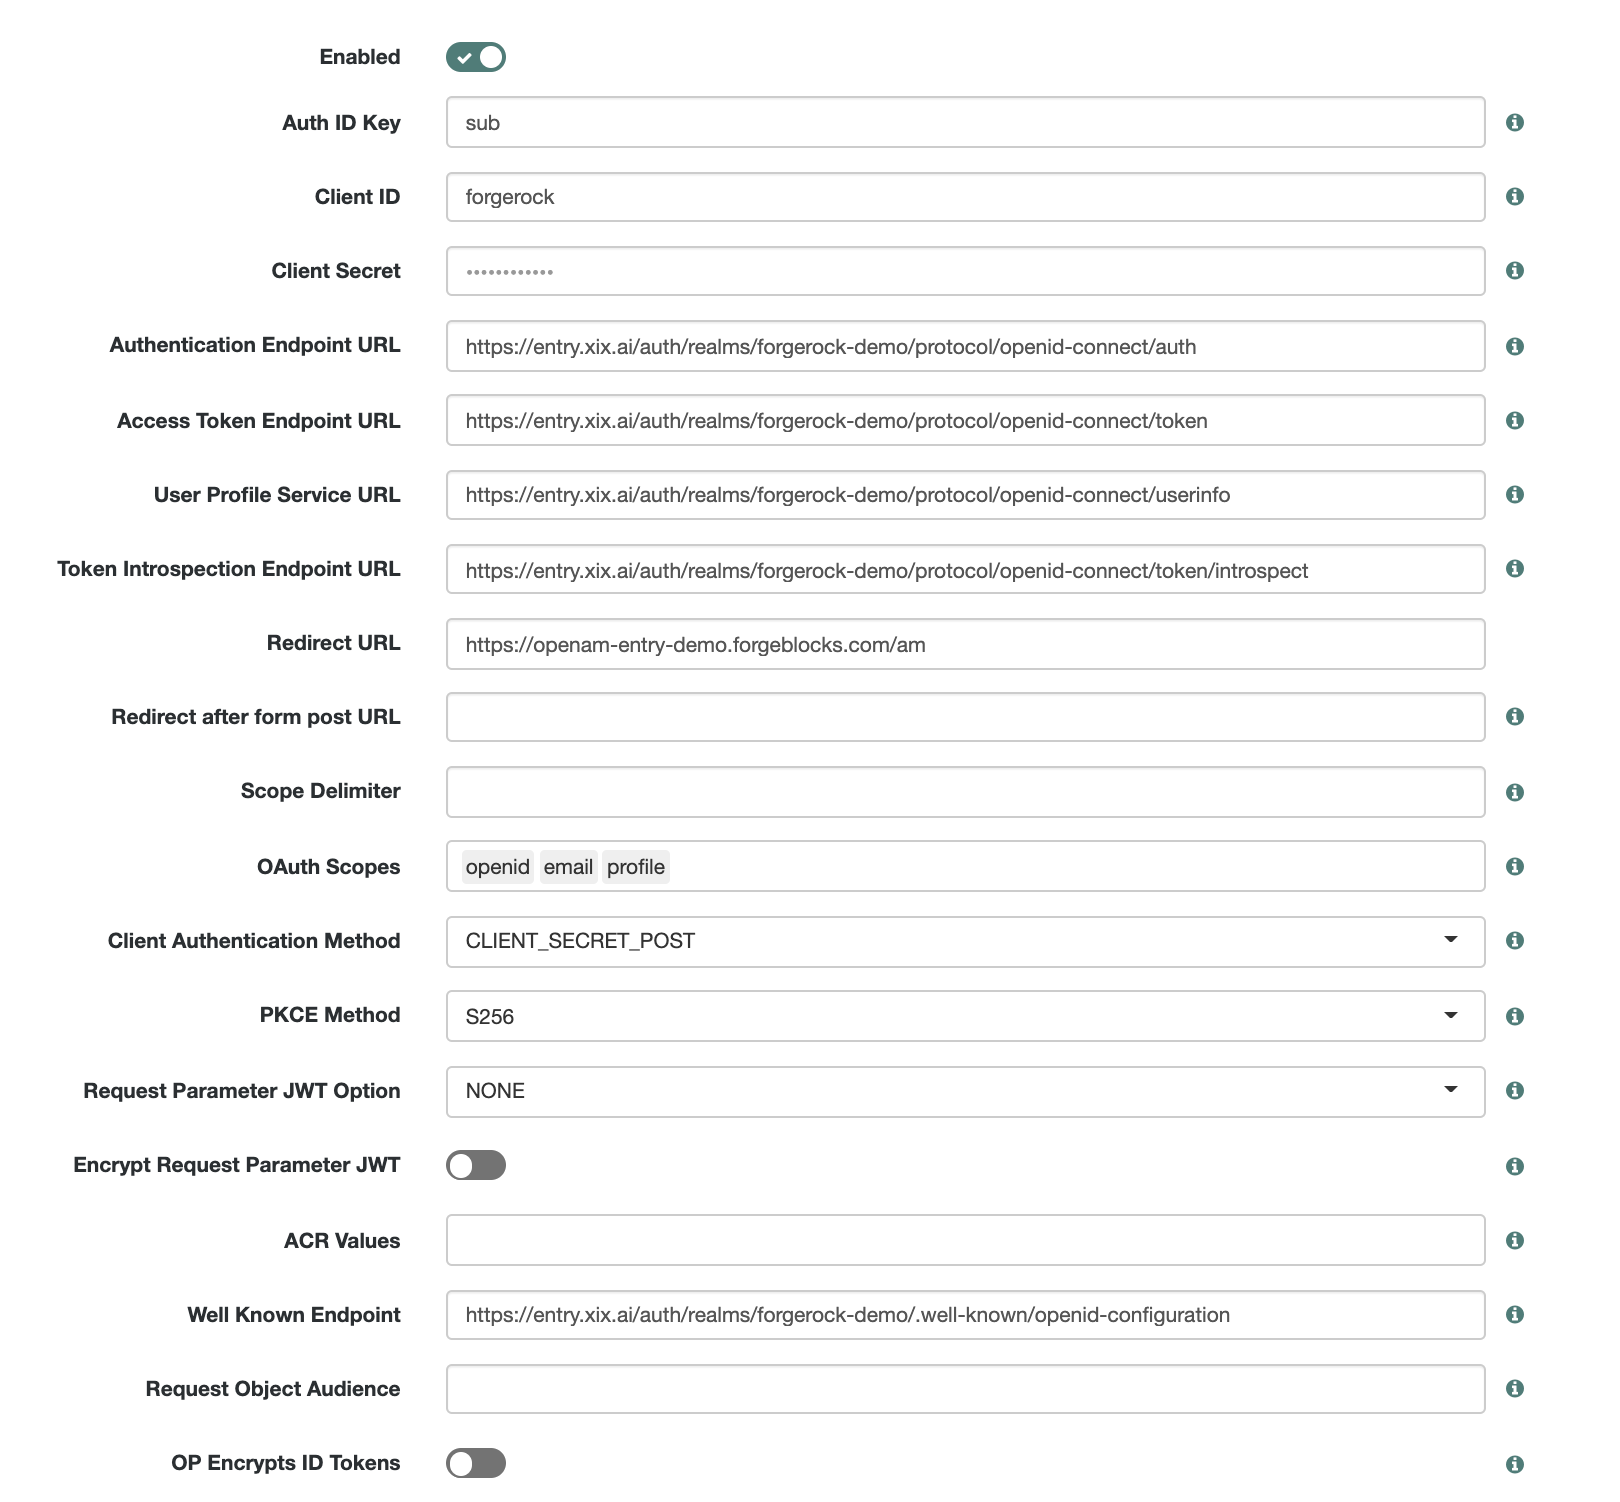 Enabled
Auth ID Key sub
Client ID forgerock
Client Secret ••••••••••••
Authentication Endpoint URL https://entry.xix.ai/auth/realms/forgerock-demo/protocol/openid-connect/auth
Access Token Endpoint URL https://entry.xix.ai/auth/realms/forgerock-demo/protocol/openid-connect/token
User Profile Service URL https://entry.xix.ai/auth/realms/forgerock-demo/protocol/openid-connect/userinfo
Token Introspection Endpoint URL https://entry.xix.ai/auth/realms/forgerock-demo/protocol/openid-connect/token/introspect
Redirect URL https://openam-entry-demo.forgeblocks.com/am
Redirect after form post URL
Scope Delimiter
OAuth Scopes openid email profile
Client Authentication Method CLIENT_SECRET_POST
PKCE Method S256
Request Parameter JWT Option NONE
Encrypt Request Parameter JWT
ACR Values
Well Known Endpoint https://entry.xix.ai/auth/realms/forgerock-demo/.well-known/openid-configuration
Request Object Audience
OP Encrypts ID Tokens